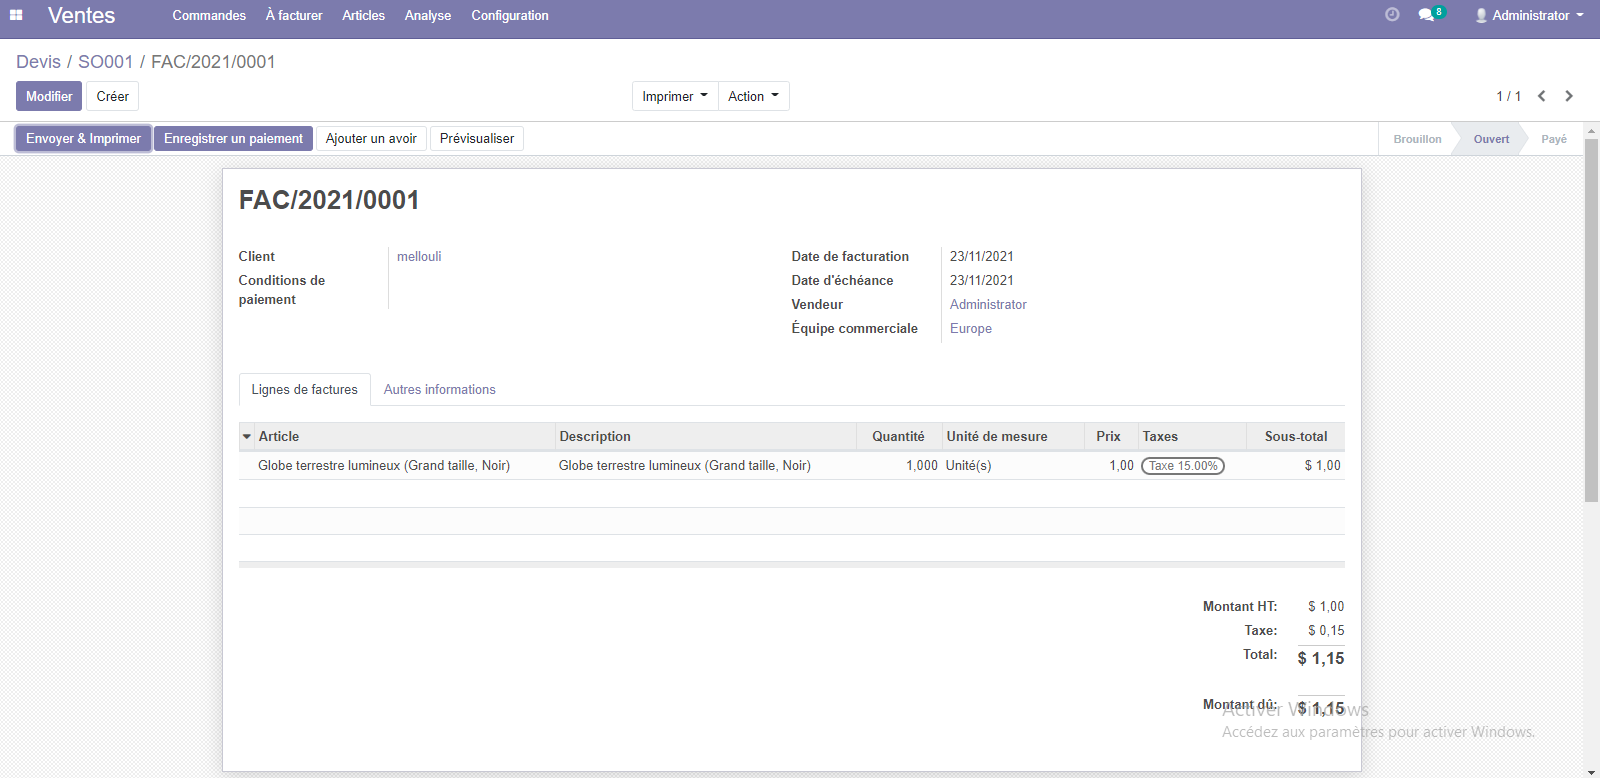 Ventes Commandes À facturer Articles Analyse Configuration 8 Administrator
Devis / SO001 / FAC/2021/0001
Modifier Créer Imprimer Action 1 / 1
Envoyer & Imprimer Enregistrer un paiement Ajouter un avoir Prévisualiser Brouillon Ouvert Payé
FAC/2021/0001
Client mellouli Date de facturation 23/11/2021
Conditions de Date d'échéance 23/11/2021
paiement Vendeur Administrator
Équipe commerciale Europe
Lignes de factures Autres informations
Article Description Quantité Unité de mesure Prix Taxes Sous-total
Globe terrestre lumineux (Grand taille, Noir) Globe terrestre lumineux (Grand taille, Noir) 1,000 Unité(s) 1,00 Taxe 15.00% $ 1,00
Montant HT: $ 1,00
Taxe: $ 0,15
Total: $ 1,15
Montant dû: $ 1,15
Activer Windows
Accédez aux paramètres pour activer Windows.